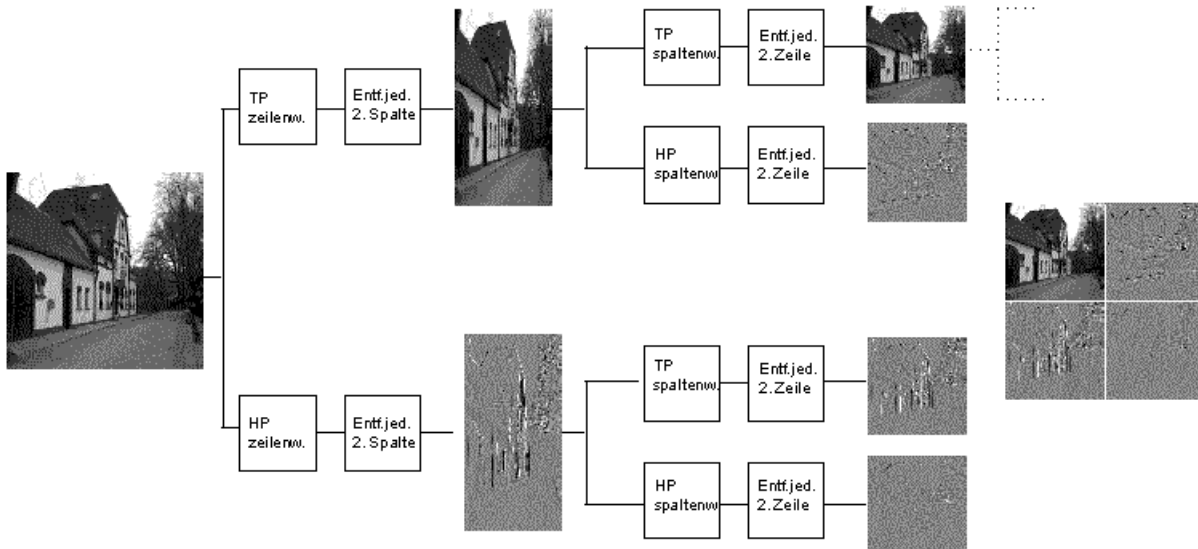 TP
zeilenw.
Entf.jed.
2.Spalte
TP
spaltenw.
Entf.jed.
2.Zeile
HP
spaltenw
Entf.jed.
2.Zeile
HP
zeilenw.
Entf.jed.
2.Spalte
TP
spaltenw.
Entf.jed.
2.Zeile
HP
spaltenw
Entf.jed.
2.Zeile